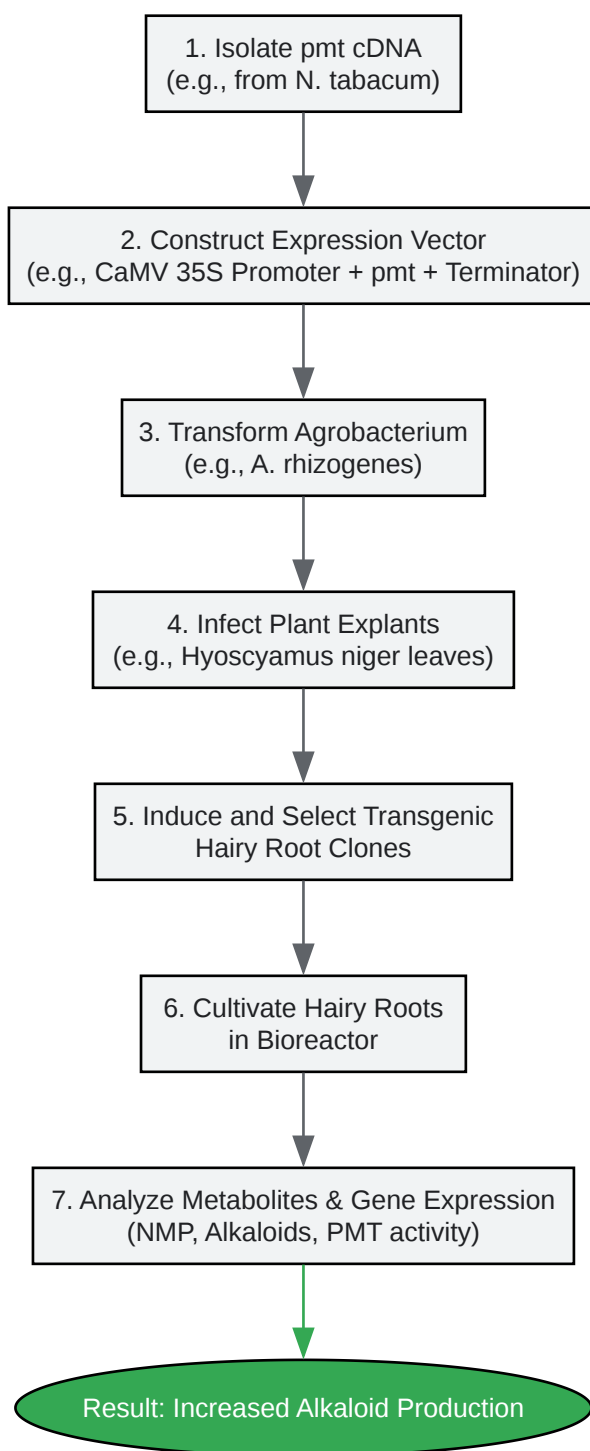 1. Isolate pmt cDNA
(e.g., from N. tabacum)
2. Construct Expression Vector
(e.g., CaMV 35S Promoter + pmt + Terminator)
3. Transform Agrobacterium
(e.g., A. rhizogenes)
4. Infect Plant Explants
(e.g., Hyoscyamus niger leaves)
5. Induce and Select Transgenic
Hairy Root Clones
6. Cultivate Hairy Roots
in Bioreactor
7. Analyze Metabolites & Gene Expression
(NMP, Alkaloids, PMT activity)
Result: Increased Alkaloid Production